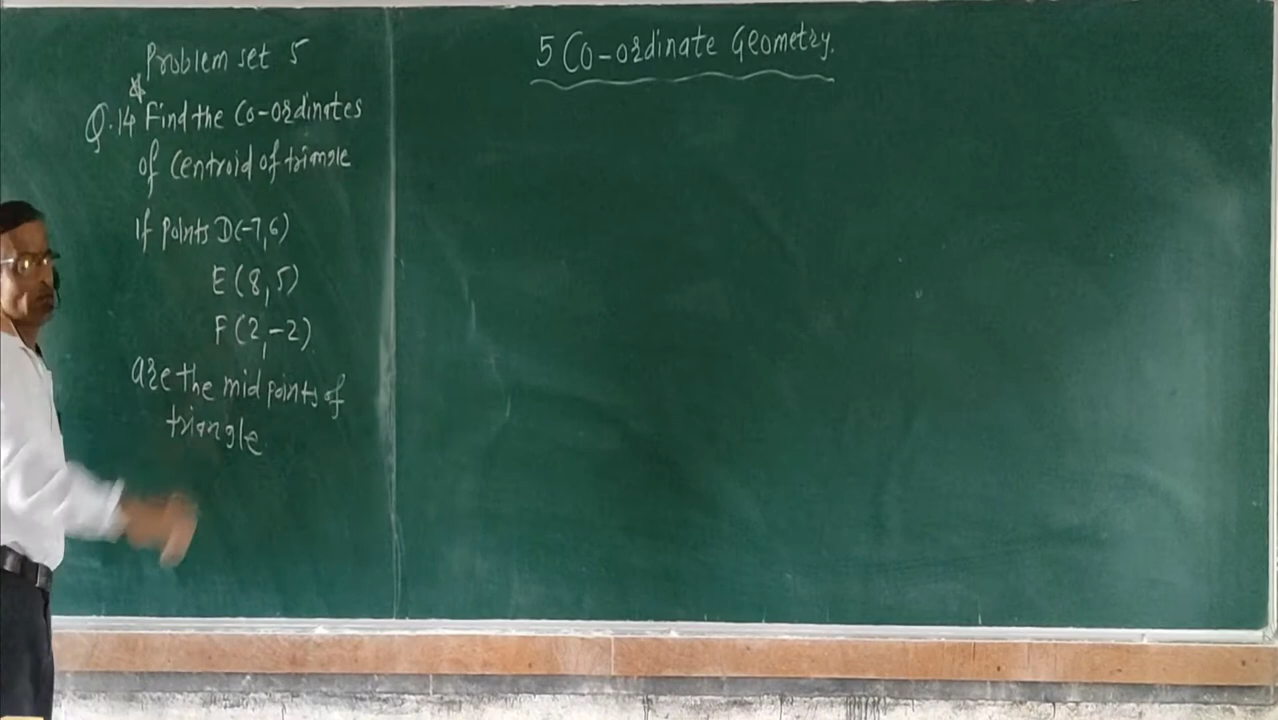 Problem set 5
5 Co-ordinate Geometry.
Q.14* Find the Co-ordinates
of Centroid of triangle
If Points D(-7,6)
E(8,5)
F(2,-2)
are the mid points of
triangle